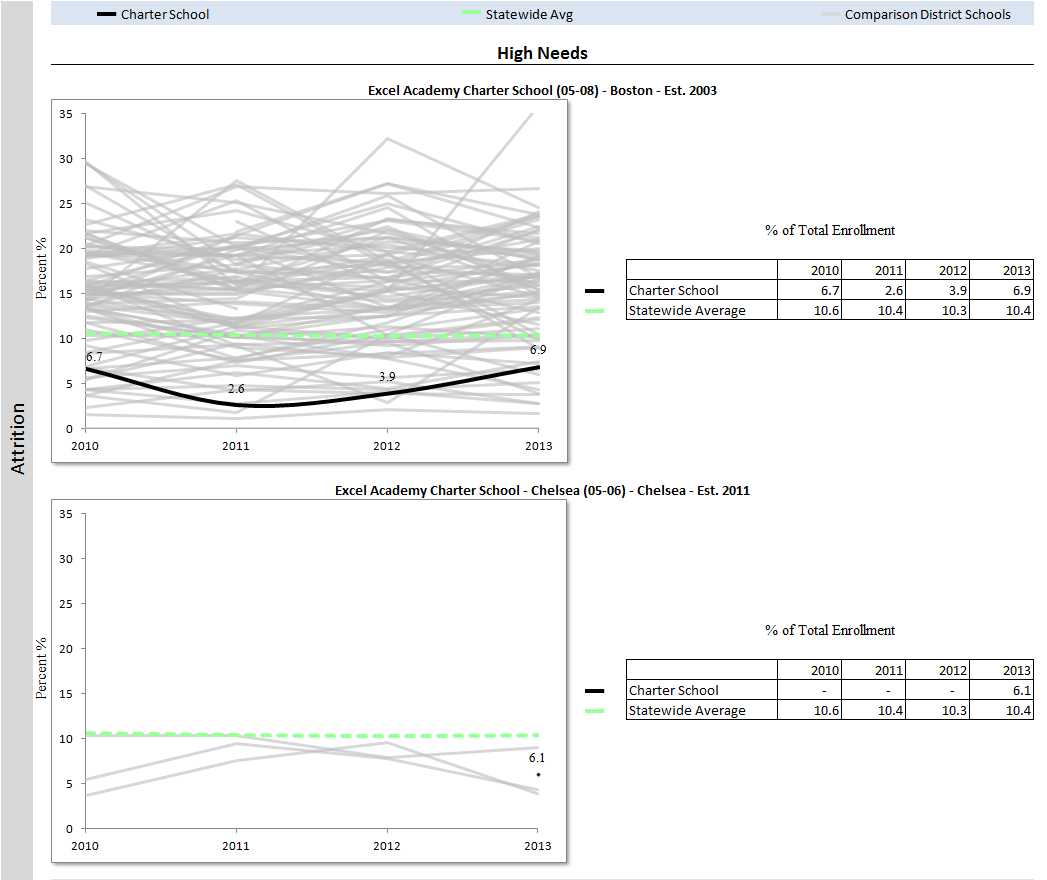 Charter School Statewide Avg Comparison District Schools
High Needs
Attrition
Excel Academy Charter School (05-08) - Boston - Est. 2003
35
30
25
20
15
10
5
0
Percent %
6.7
2.6
3.9
6.9
2010 2011 2012 2013
% of Total Enrollment
2010 2011 2012 2013
Charter School 6.7 2.6 3.9 6.9
Statewide Average 10.6 10.4 10.3 10.4
Excel Academy Charter School - Chelsea (05-06) - Chelsea - Est. 2011
35
30
25
20
15
10
5
0
Percent %
6.1
2010 2011 2012 2013
% of Total Enrollment
2010 2011 2012 2013
Charter School - - - 6.1
Statewide Average 10.6 10.4 10.3 10.4